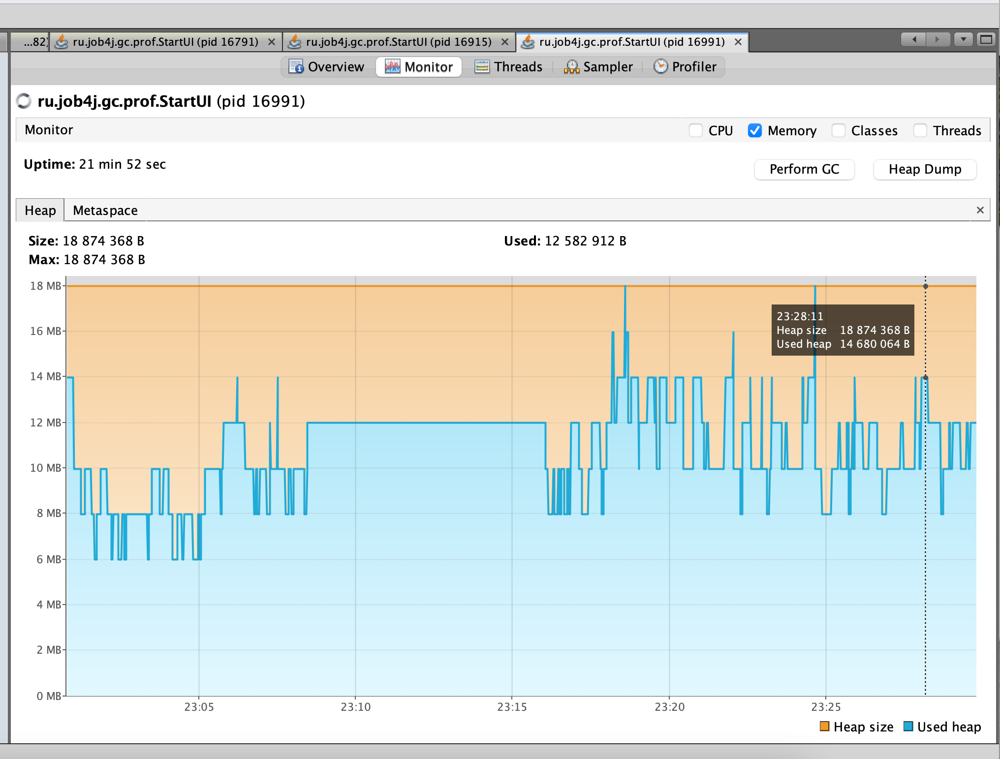 ...82)
ru.job4j.gc.prof.StartUI (pid 16791)
ru.job4j.gc.prof.StartUI (pid 16915)
ru.job4j.gc.prof.StartUI (pid 16991)
Overview
Monitor
Threads
Sampler
Profiler
ru.job4j.gc.prof.StartUI (pid 16991)
Monitor
CPU
Memory
Classes
Threads
Uptime: 21 min 52 sec
Perform GC
Heap Dump
Heap
Metaspace
Size: 18 874 368 B
Used: 12 582 912 B
Max: 18 874 368 B
18 MB
16 MB
14 MB
12 MB
10 MB
8 MB
6 MB
4 MB
2 MB
0 MB
23:28:11
Heap size 18 874 368 B
Used heap 14 680 064 B
23:05
23:10
23:15
23:20
23:25
Heap size
Used heap